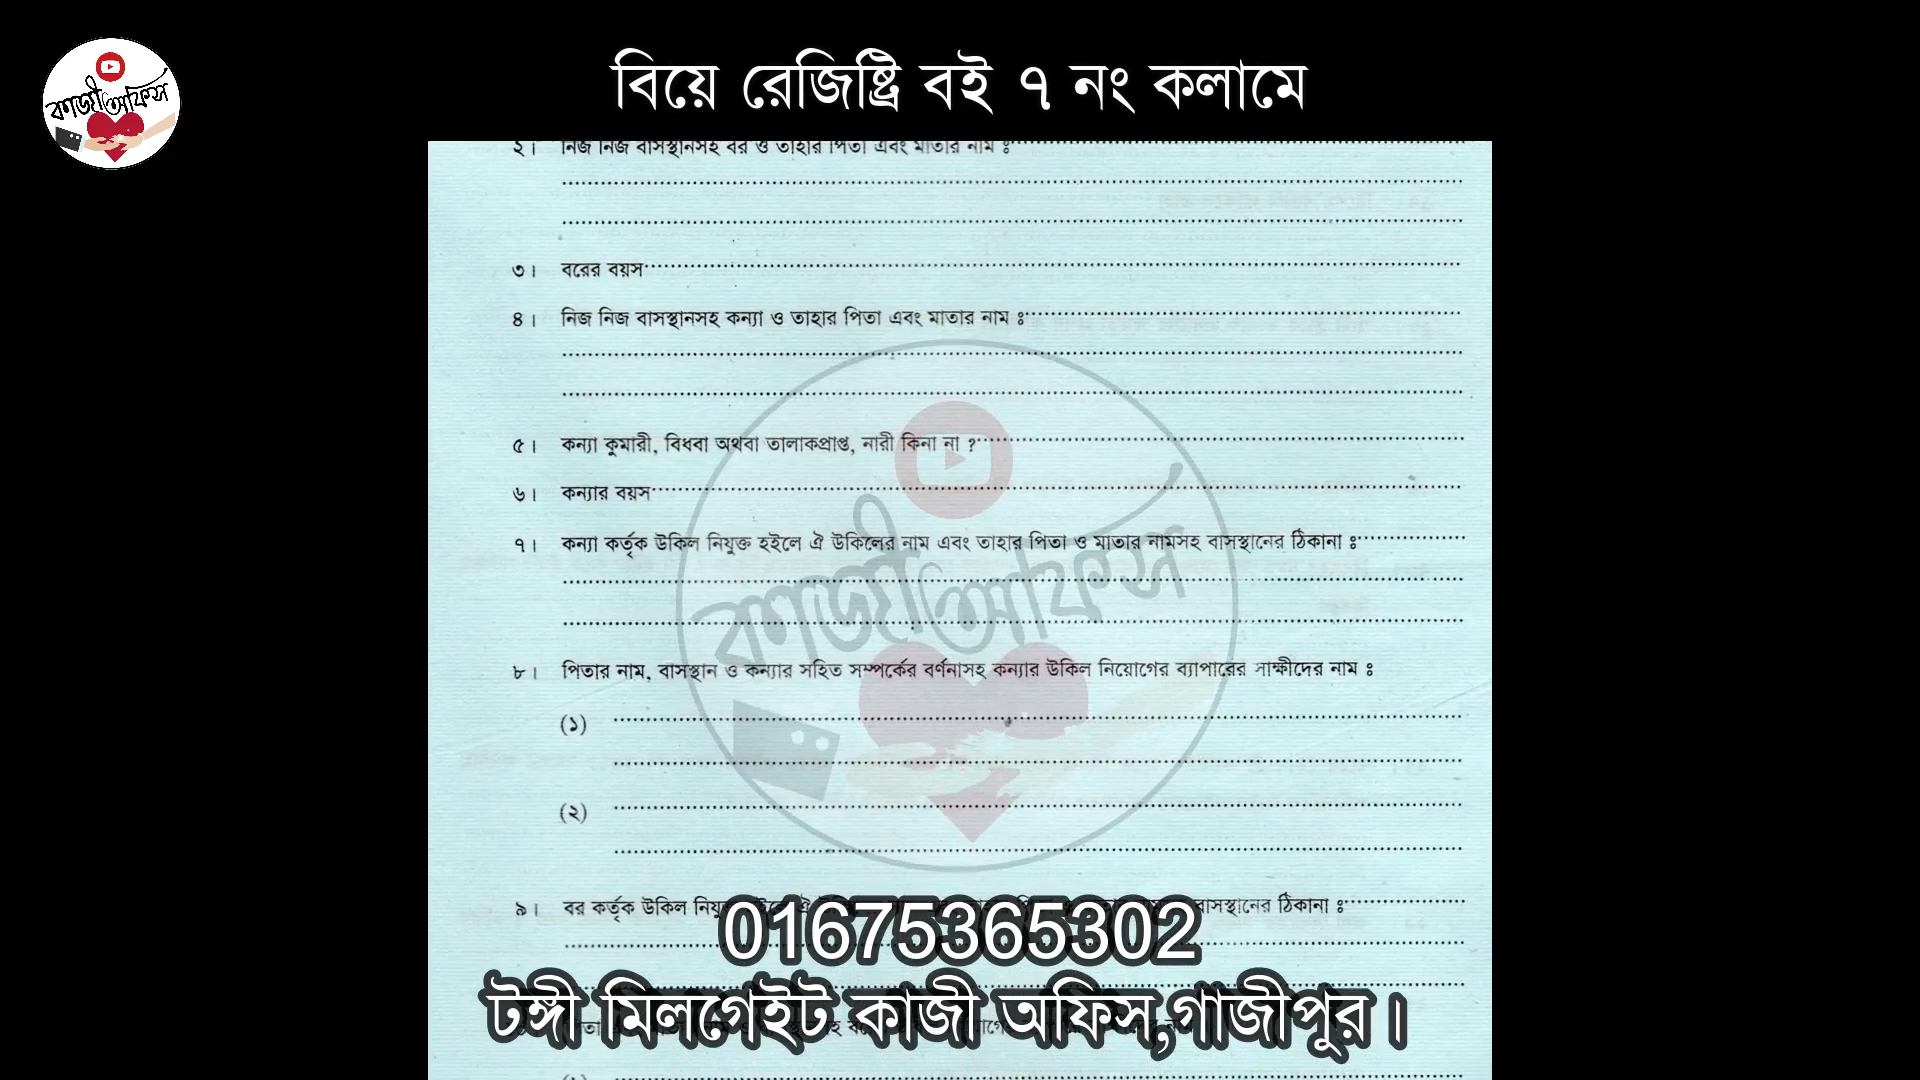 বিয়ে রেজিষ্ট্রি বই ৭ নং কলামে
কাজী অফিস
২। নিজ নিজ বাসস্থানসহ বর ও তাহার পিতা এবং মাতার নাম ঃ
৩। বরের বয়স
৪। নিজ নিজ বাসস্থানসহ কন্যা ও তাহার পিতা এবং মাতার নাম ঃ
৫। কন্যা কুমারী, বিধবা অথবা তালাকপ্রাপ্ত, নারী কিনা না ?
৬। কন্যার বয়স
৭। কন্যা কর্তৃক উকিল নিযুক্ত হইলে ঐ উকিলের নাম এবং তাহার পিতা ও মাতার নামসহ বাসস্থানের ঠিকানা ঃ
কাজী অফিস
৮। পিতার নাম, বাসস্থান ও কন্যার সহিত সম্পর্কের বর্ণনাসহ কন্যার উকিল নিয়োগের ব্যাপারের সাক্ষীদের নাম ঃ
(১)
(২)
৯। বর কর্তৃক উকিল বাসস্থানের ঠিকানা ঃ
01675365302
টঙ্গী মিলগেইট কাজী অফিস,গাজীপুর।